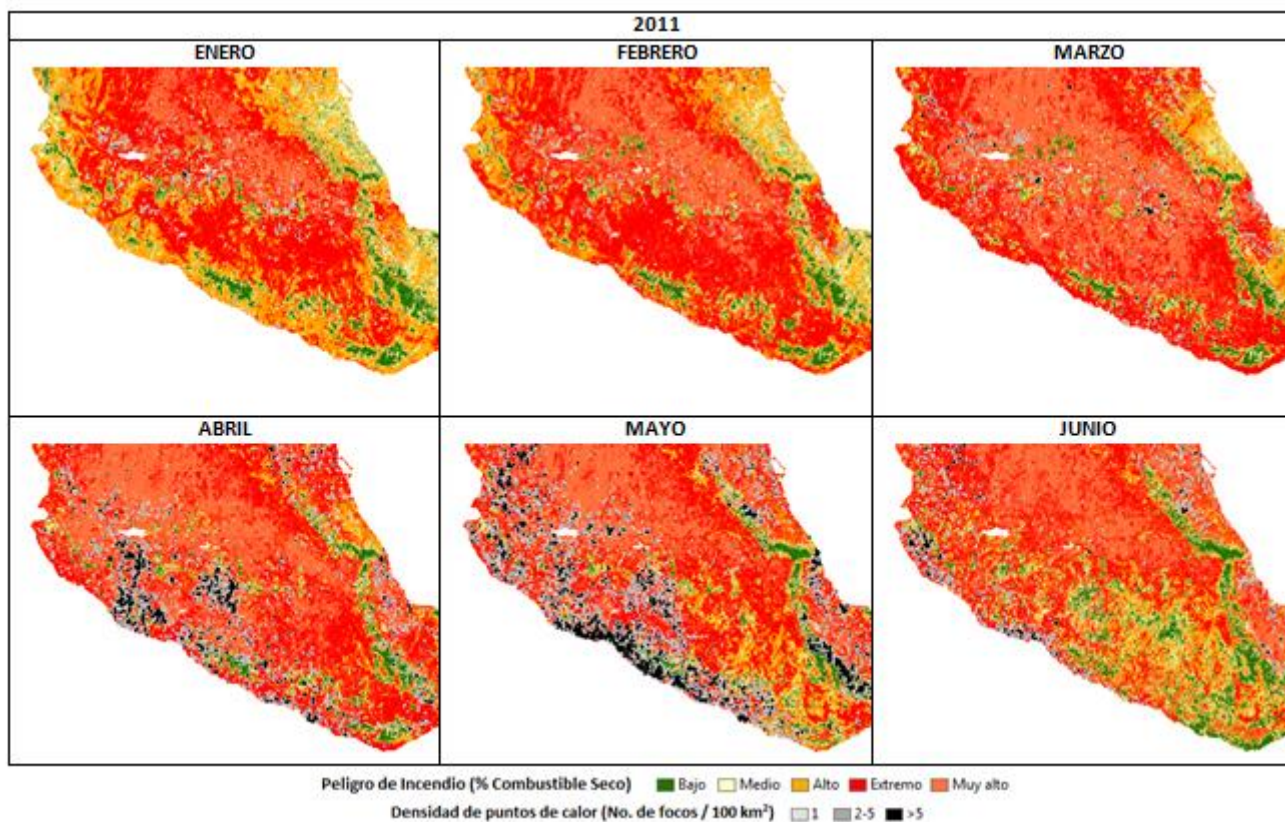 2011
ENERO
FEBRERO
MARZO
ABRIL
MAYO
JUNIO
Peligro de Incendio (% Combustible Seco) Bajo Medio Alto Extremo Muy alto
Densidad de puntos de calor (No. de focos / 100 km²) 1 2-5 >5